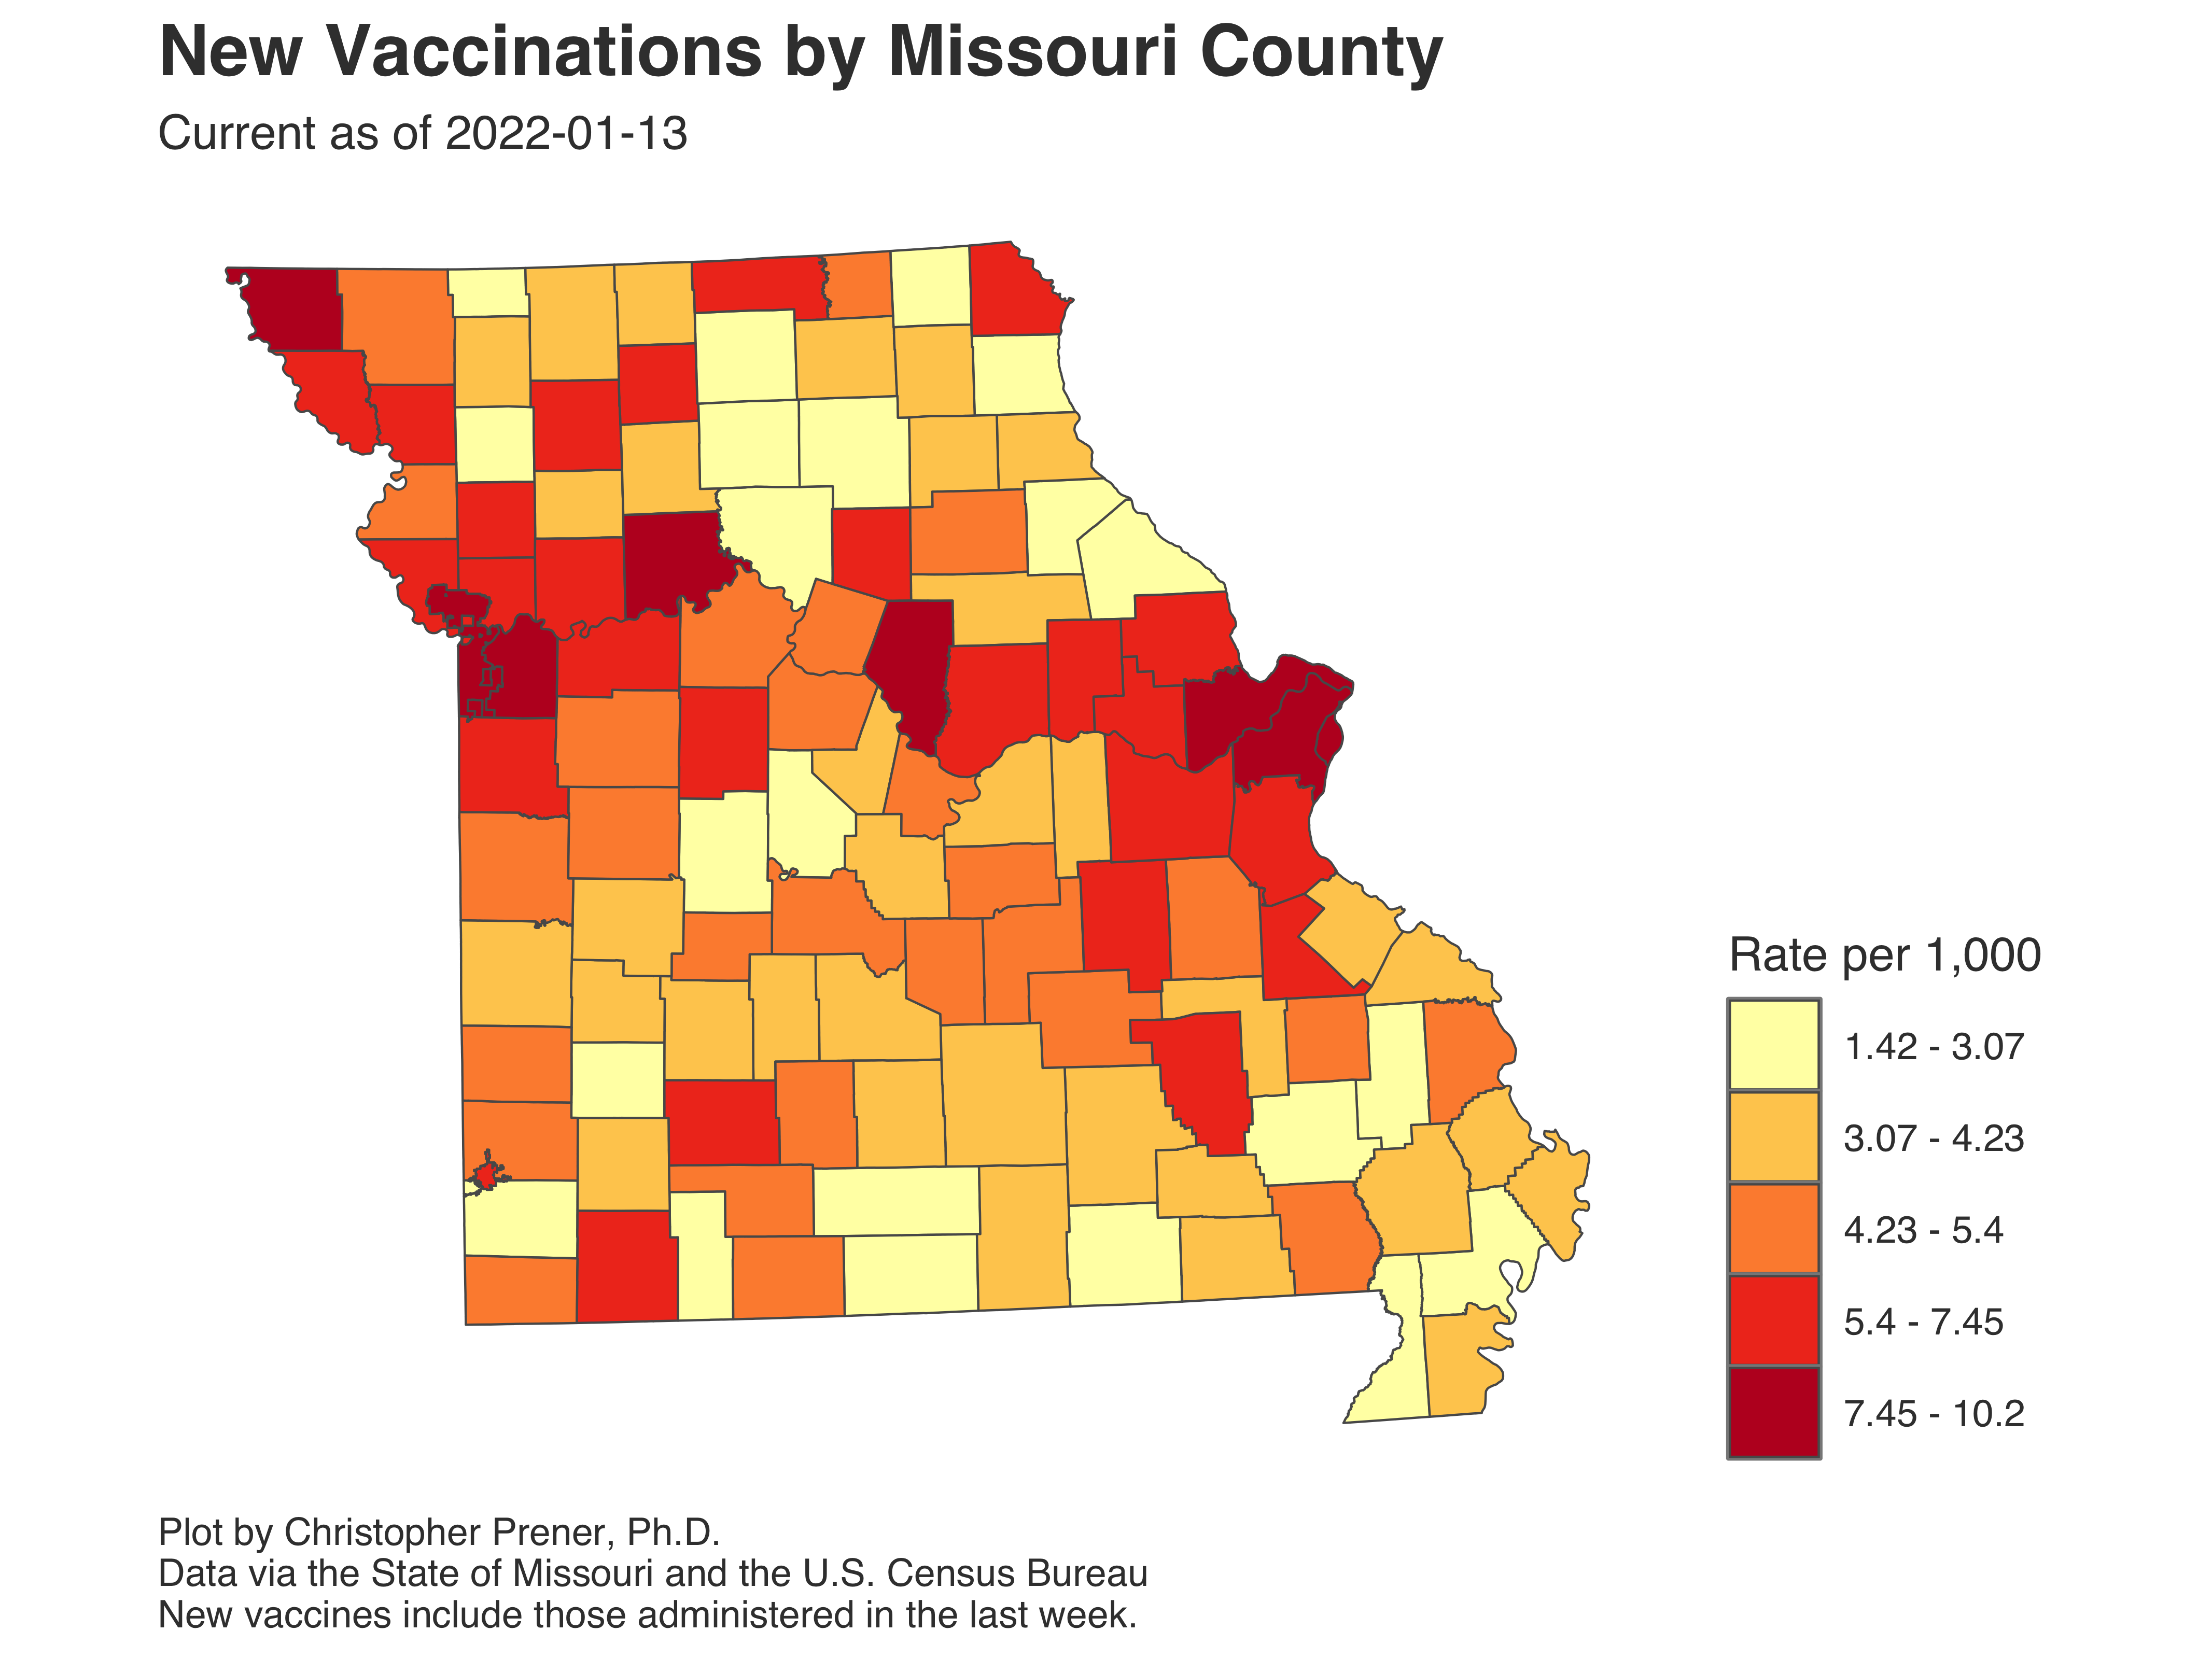 New Vaccinations by Missouri County
Current as of 2022-01-13
Rate per 1,000
1.42 - 3.07
3.07 - 4.23
4.23 - 5.4
5.4 - 7.45
7.45 - 10.2
Plot by Christopher Prener, Ph.D.
Data via the State of Missouri and the U.S. Census Bureau
New vaccines include those administered in the last week.